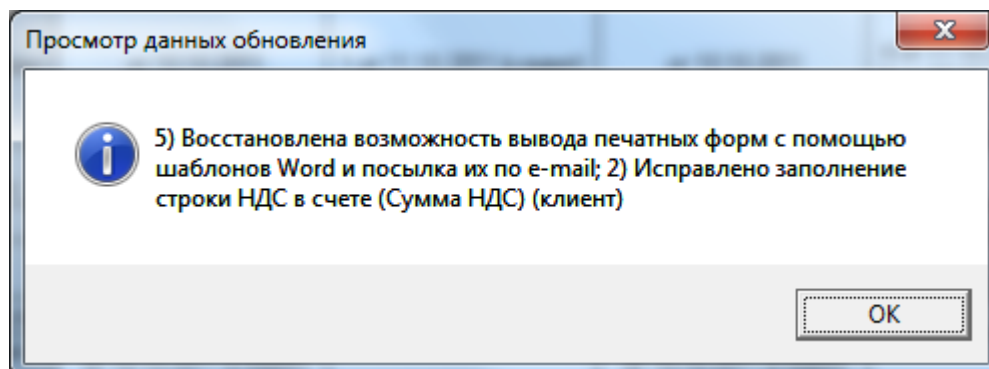 Просмотр данных обновления
5) Восстановлена возможность вывода печатных форм с помощью
шаблонов Word и посылка их по e-mail; 2) Исправлено заполнение
строки НДС в счете (Сумма НДС) (клиент)
OK